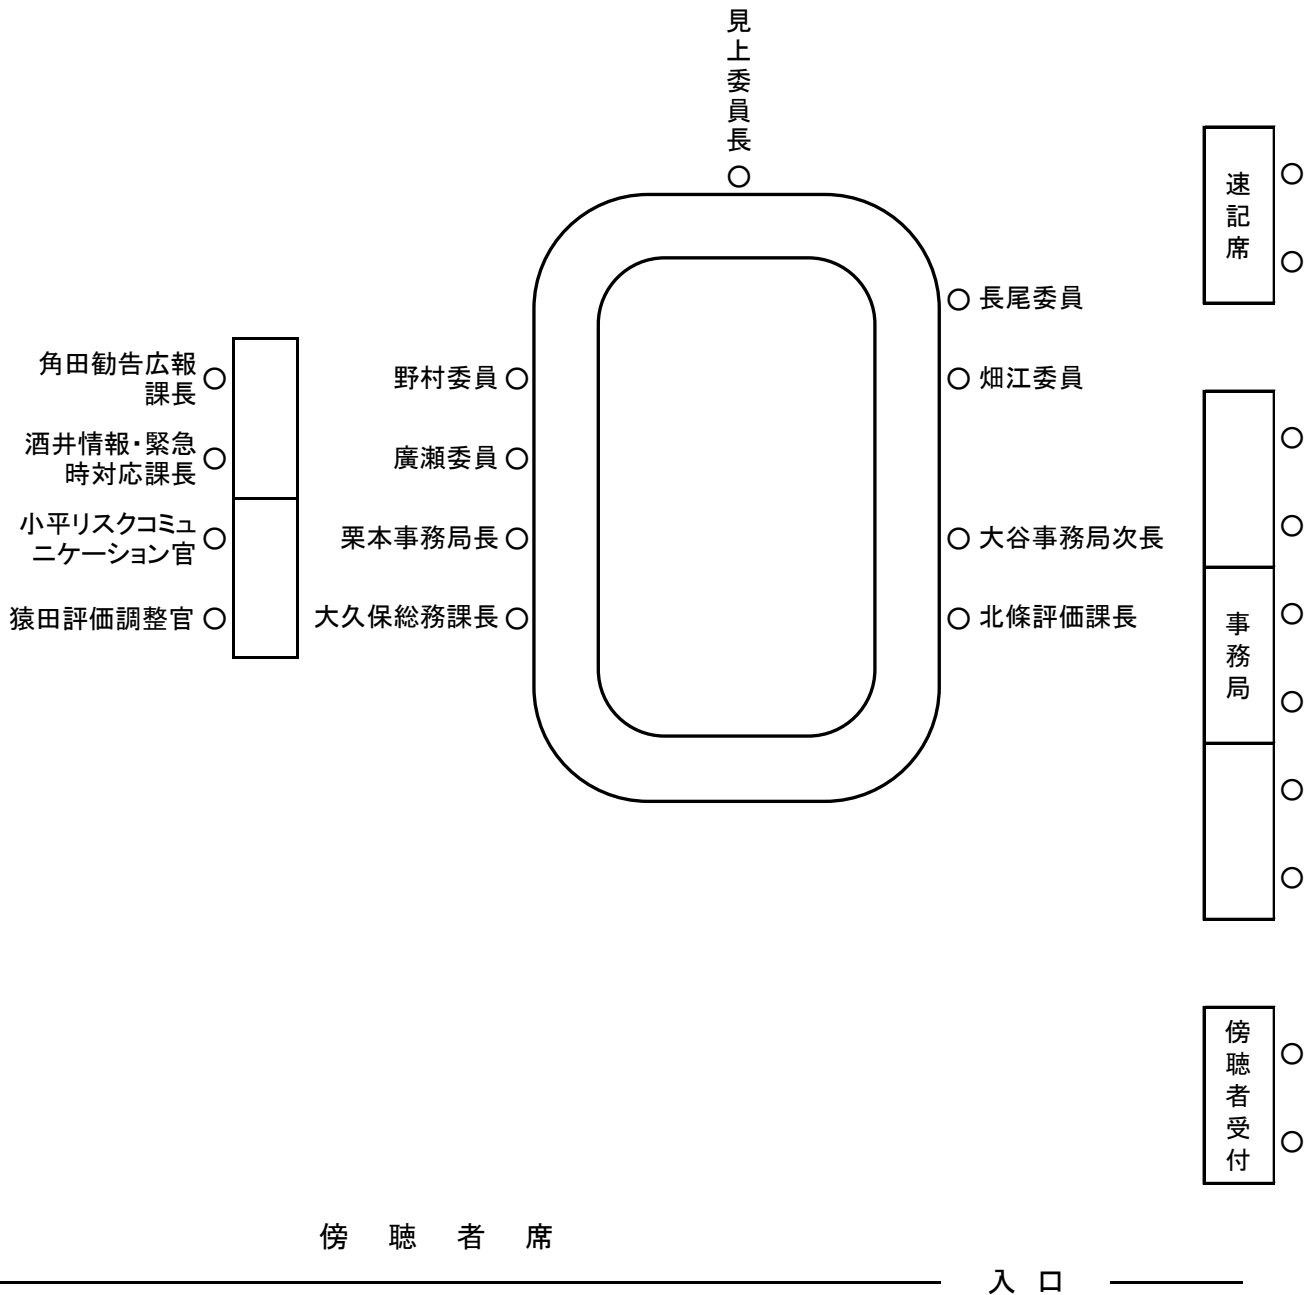 見上委員長
速記席
長尾委員
角田勧告広報
課長
野村委員
畑江委員
酒井情報・緊急
時対応課長
廣瀬委員
小平リスクコミュ
ニケーション官
栗本事務局長
大谷事務局次長
猿田評価調整官
大久保総務課長
北條評価課長
事務局
傍聴者受付
傍聴者席
入口